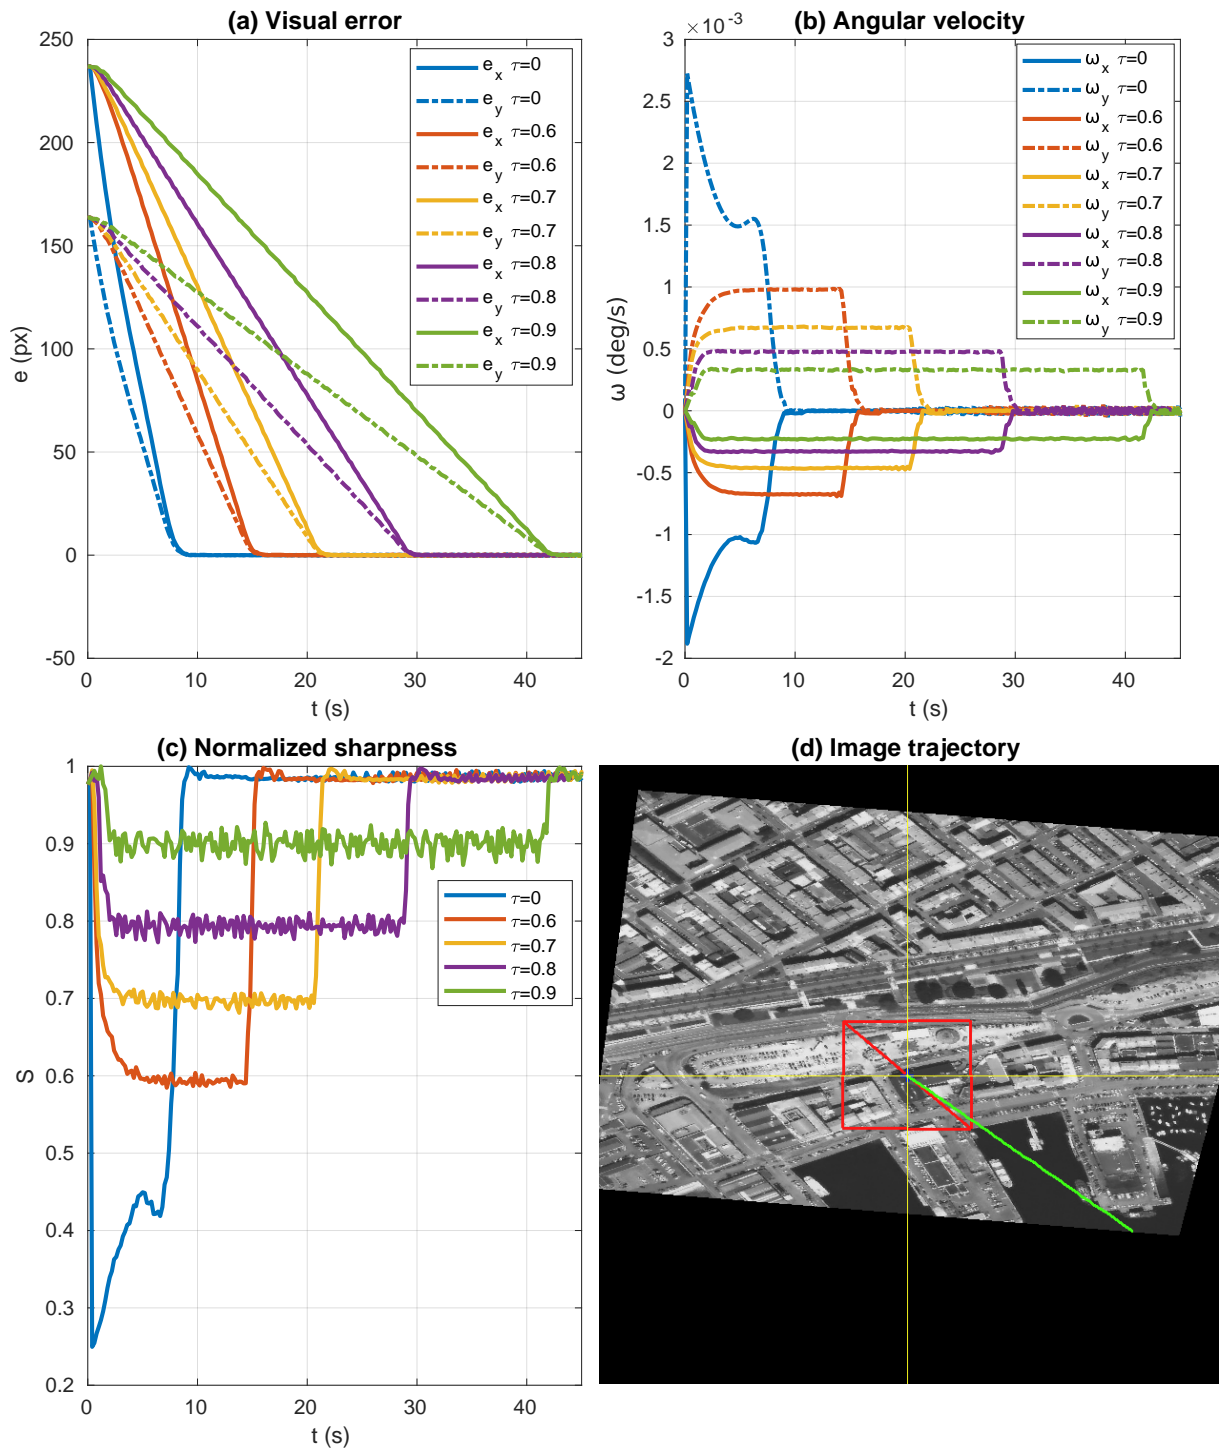 (a) Visual error
250
200
150
100
50
0
-50
e (px)
0
10
20
30
40
t (s)
e_x τ=0
e_y τ=0
e_x τ=0.6
e_y τ=0.6
e_x τ=0.7
e_y τ=0.7
e_x τ=0.8
e_y τ=0.8
e_x τ=0.9
e_y τ=0.9
(b) Angular velocity
×10^-3
3
2.5
2
1.5
1
0.5
0
-0.5
-1
-1.5
-2
ω (deg/s)
0
10
20
30
40
t (s)
ω_x τ=0
ω_y τ=0
ω_x τ=0.6
ω_y τ=0.6
ω_x τ=0.7
ω_y τ=0.7
ω_x τ=0.8
ω_y τ=0.8
ω_x τ=0.9
ω_y τ=0.9
(c) Normalized sharpness
1
0.9
0.8
0.7
0.6
0.5
0.4
0.3
0.2
S
0
10
20
30
40
t (s)
τ=0
τ=0.6
τ=0.7
τ=0.8
τ=0.9
(d) Image trajectory